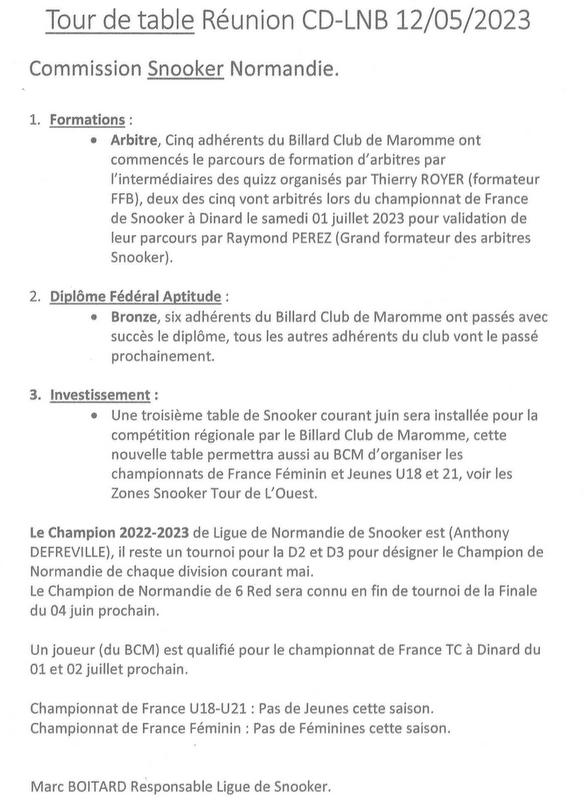 Tour de table Réunion CD-LNB 12/05/2023
Commission Snooker Normandie.
1. Formations :
• Arbitre, Cinq adhérents du Billard Club de Maromme ont
commencés le parcours de formation d'arbitres par
l'intermédiaires des quizz organisés par Thierry ROYER (formateur
FFB), deux des cinq vont arbitrés lors du championnat de France
de Snooker à Dinard le samedi 01 juillet 2023 pour validation de
leur parcours par Raymond PEREZ (Grand formateur des arbitres
Snooker).
2. Diplôme Fédéral Aptitude :
• Bronze, six adhérents du Billard Club de Maromme ont passés avec
succès le diplôme, tous les autres adhérents du club vont le passé
prochainement.
3. Investissement :
• Une troisième table de Snooker courant juin sera installée pour la
compétition régionale par le Billard Club de Maromme, cette
nouvelle table permettra aussi au BCM d'organiser les
championnats de France Féminin et Jeunes U18 et 21, voir les
Zones Snooker Tour de L'Ouest.
Le Champion 2022-2023 de Ligue de Normandie de Snooker est (Anthony
DEFREVILLE), il reste un tournoi pour la D2 et D3 pour désigner le Champion de
Normandie de chaque division courant mai.
Le Champion de Normandie de 6 Red sera connu en fin de tournoi de la Finale
du 04 juin prochain.
Un joueur (du BCM) est qualifié pour le championnat de France TC à Dinard du
01 et 02 juillet prochain.
Championnat de France U18-U21 : Pas de Jeunes cette saison.
Championnat de France Féminin : Pas de Féminines cette saison.
Marc BOITARD Responsable Ligue de Snooker.